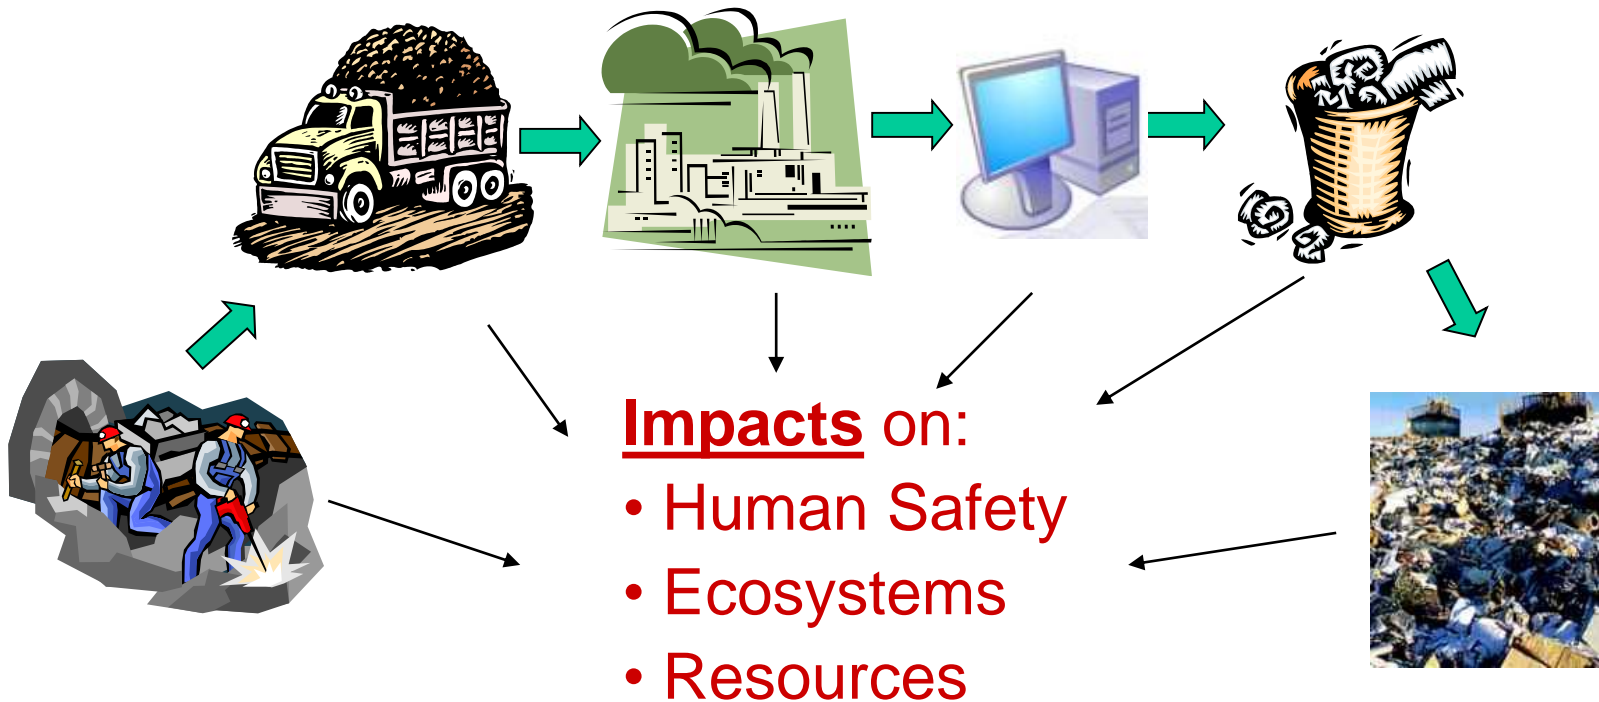 Impacts on:
• Human Safety
• Ecosystems
• Resources